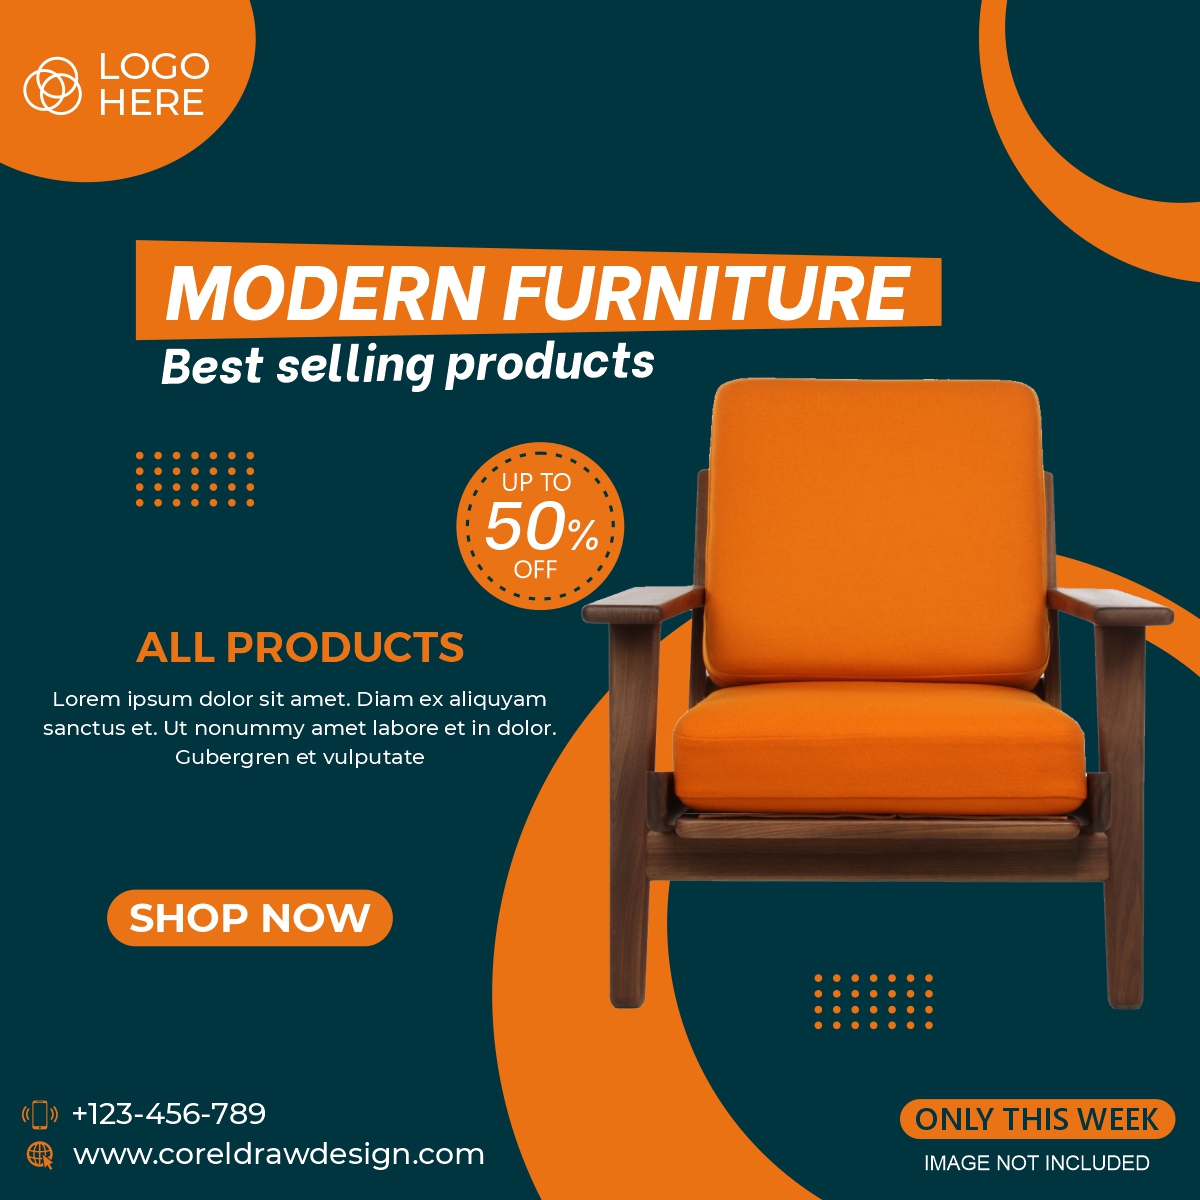 LOGO
HERE
MODERN FURNITURE
Best selling products
UP TO
50%
OFF
ALL PRODUCTS
Lorem ipsum dolor sit amet. Diam ex aliquyam
sanctus et. Ut nonummy amet labore et in dolor.
Gubergren et vulputate
SHOP NOW
+123-456-789
www.coreldrawdesign.com
ONLY THIS WEEK
IMAGE NOT INCLUDED